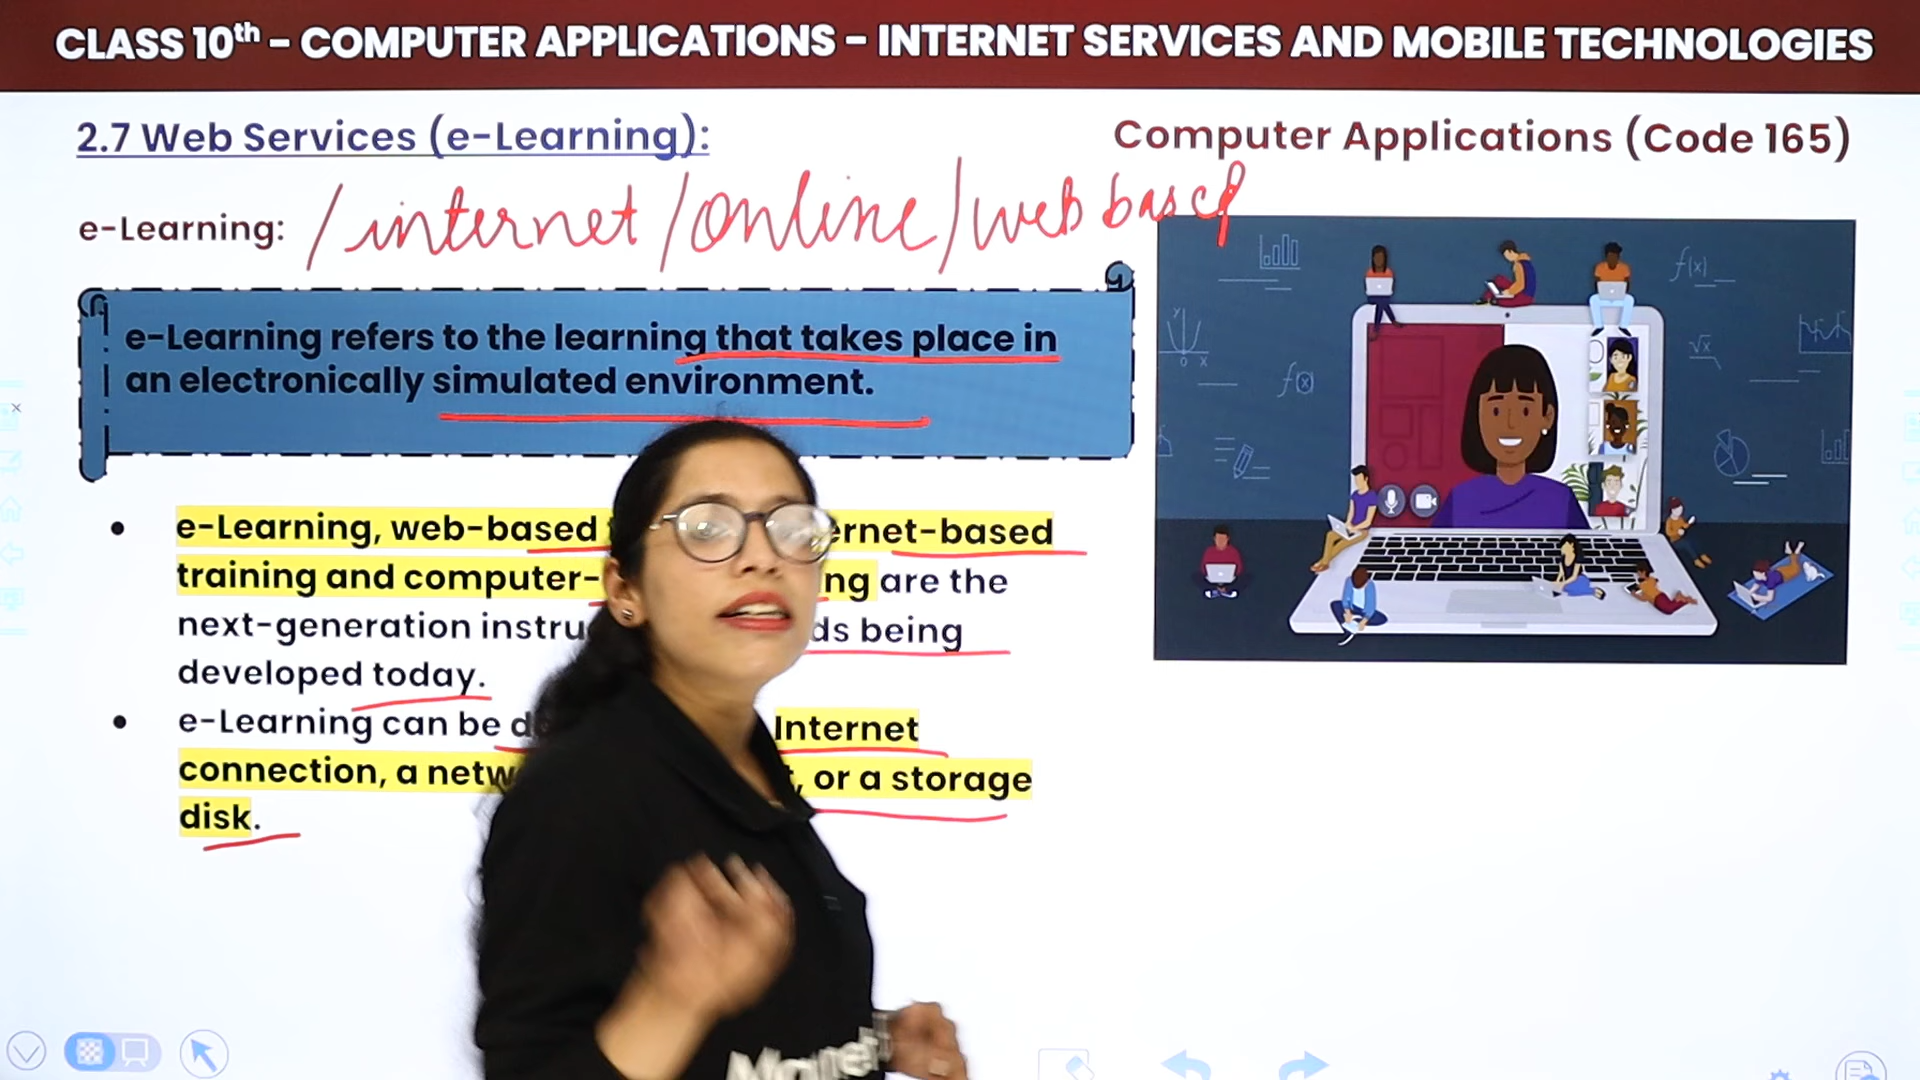 CLASS 10th – COMPUTER APPLICATIONS – INTERNET SERVICES AND MOBILE TECHNOLOGIES
2.7 Web Services (e-Learning):
Computer Applications (Code 165)
e-Learning: / internet / online / web based
e-Learning refers to the learning that takes place in
an electronically simulated environment.
• e-Learning, web-based ernet-based
training and computer- ng are the
next-generation instru ds being
developed today.
• e-Learning can be d Internet
connection, a netw , or a storage
disk.
f(x)
f(x)
√x
y
0 x
Magnet